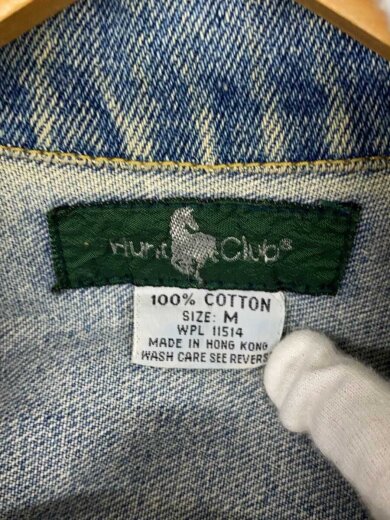 Hunt Club®
100% COTTON
SIZE: M
WPL 11514
MADE IN HONG KONG
WASH CARE SEE REVERSE